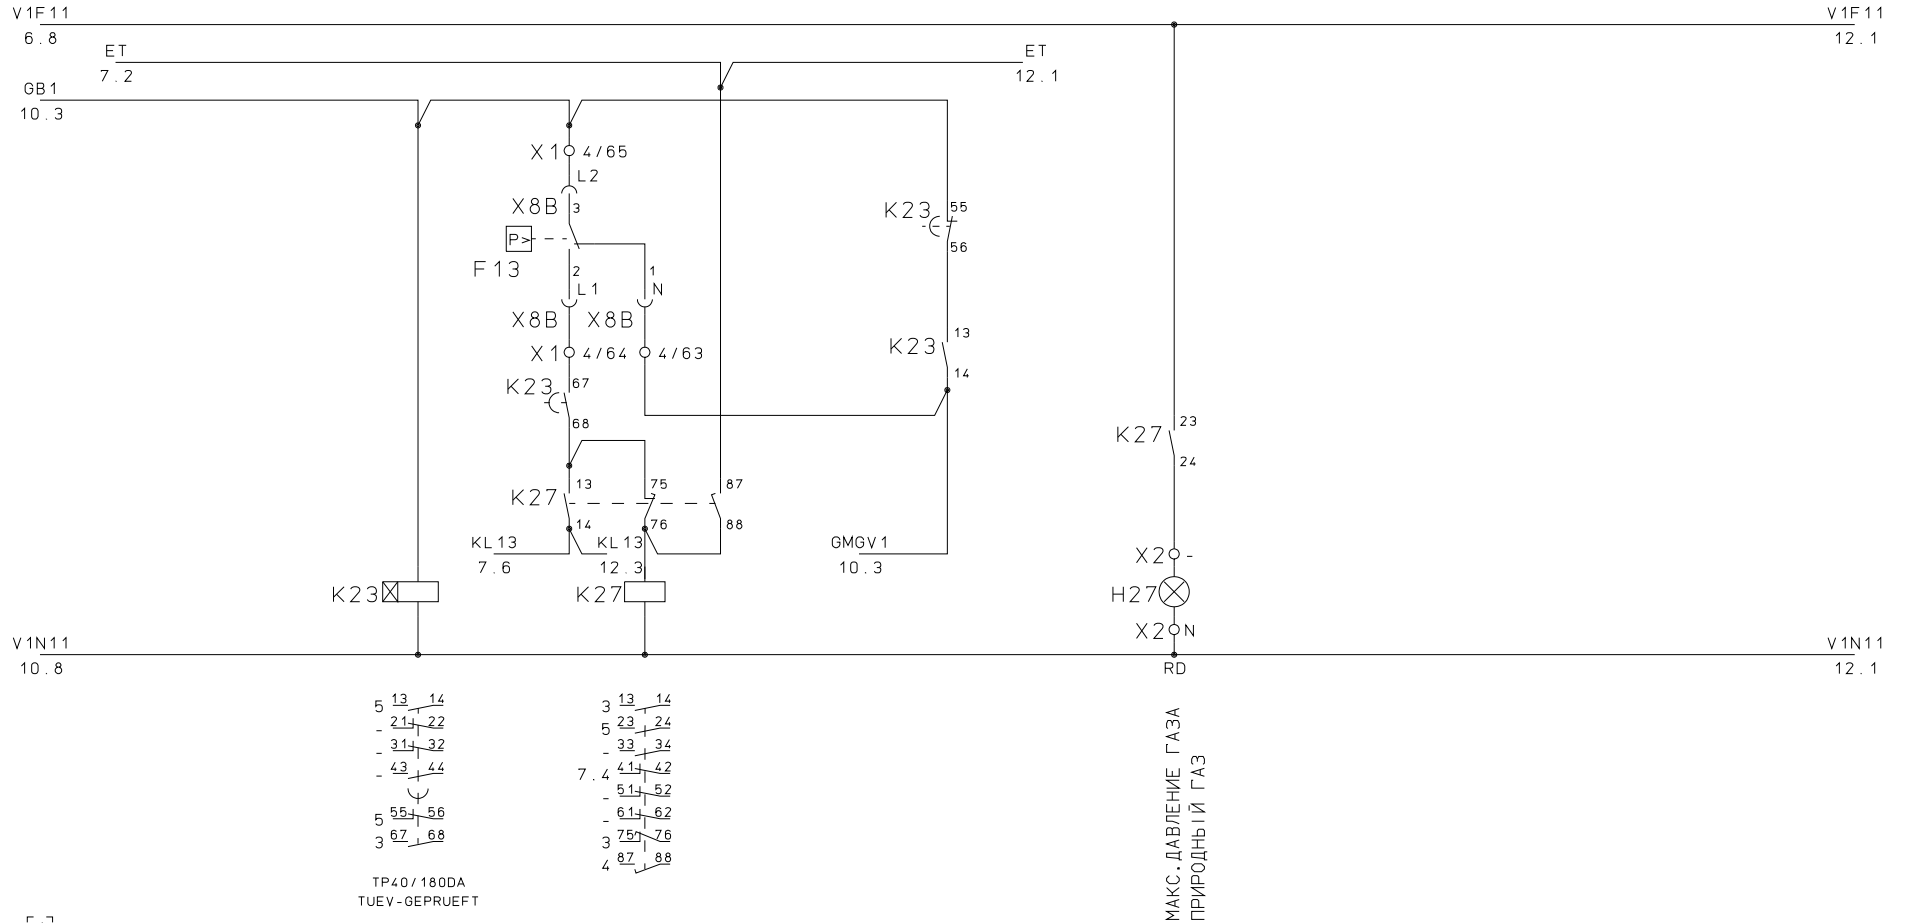 V1F11
V1F11
6.8
12.1
ET
ET
7.2
12.1
GB1
10.3
X1 4/65
L2
X8B 3
K23 55
56
P>
F13
2
1
L1
N
X8B
X8B
X1 4/64
4/63
K23 13
14
K23 67
68
K27 23
24
K27 13
75
87
14
76
88
KL13
KL13
GMGV1
7.6
12.3
10.3
X2 -
K23
K27
H27
X2 N
V1N11
V1N11
10.8
RD
12.1
5 13 14
- 21 22
- 31 32
- 43 44
5 55 56
3 67 68
TP40/180DA
TUEV-GEPRUEFT
3 13 14
5 23 24
- 33 34
7.4 41 42
- 51 52
- 61 62
3 75 76
4 87 88
МАКС.ДАВЛЕНИЕ ГАЗА
ПРИРОДНЫЙ ГАЗ